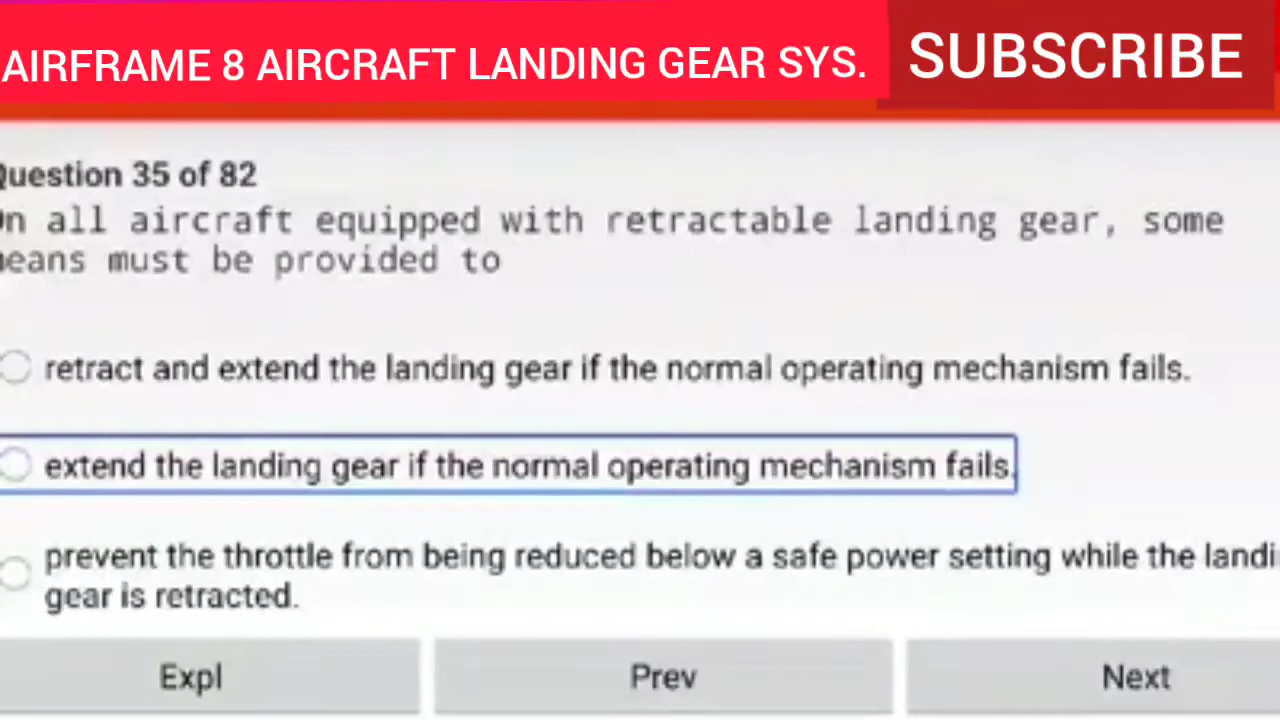 AIRFRAME 8 AIRCRAFT LANDING GEAR SYS.
SUBSCRIBE
Question 35 of 82
On all aircraft equipped with retractable landing gear, some
means must be provided to
retract and extend the landing gear if the normal operating mechanism fails.
extend the landing gear if the normal operating mechanism fails.
prevent the throttle from being reduced below a safe power setting while the landi
gear is retracted.
Expl
Prev
Next